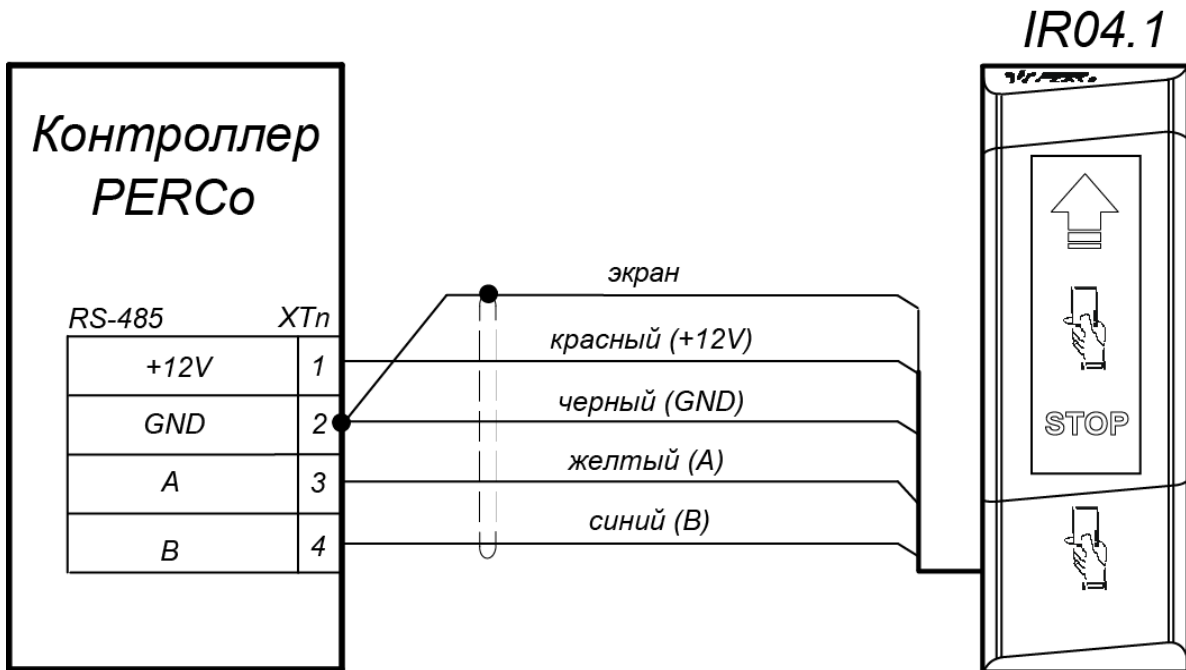 IR04.1
Контроллер
PERCo
RS-485 XTn
+12V 1
GND 2
A 3
B 4
экран
красный (+12V)
черный (GND)
желтый (A)
синий (B)
STOP